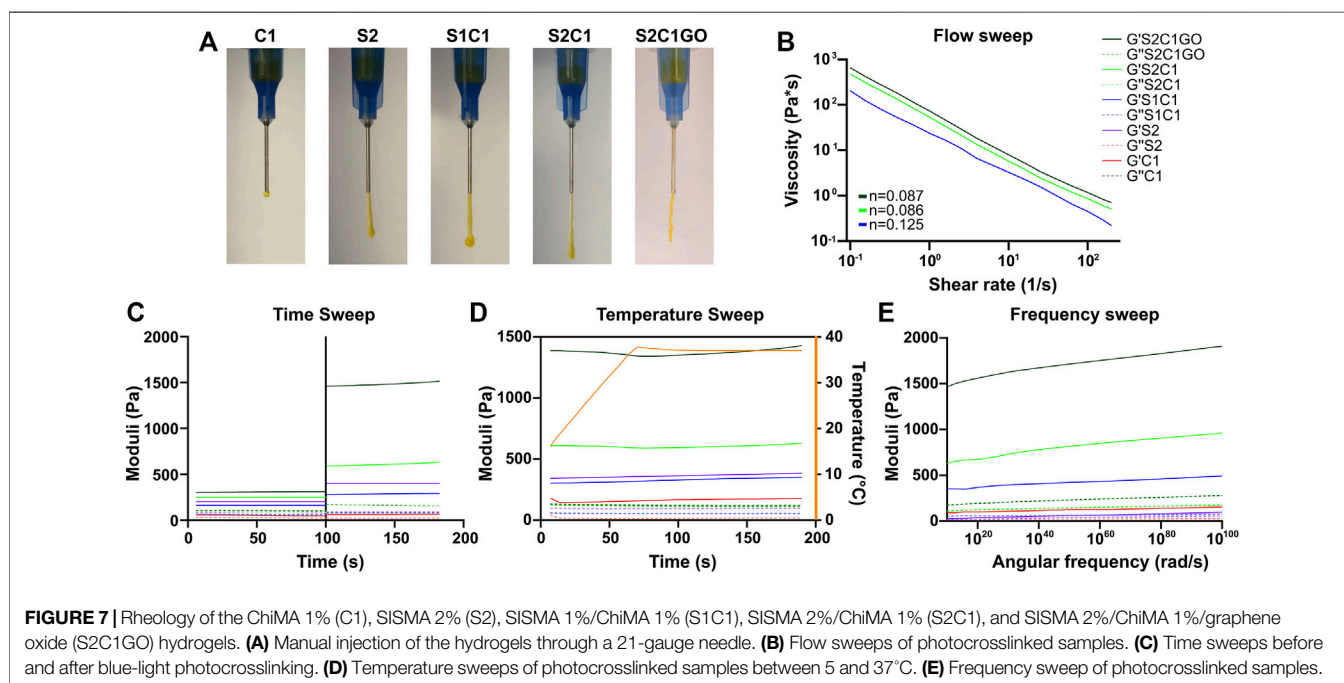 A
C1
S2
S1C1
S2C1
S2C1GO
B
Flow sweep
Viscosity (Pa*s)
10³
10²
10¹
10⁰
10⁻¹
n=0.087
n=0.086
n=0.125
10⁻¹
10⁰
10¹
10²
Shear rate (1/s)
G'S2C1GO
G"S2C1GO
G'S2C1
G"S2C1
G'S1C1
G"S1C1
G'S2
G"S2
G'C1
G"C1
C
Time Sweep
Moduli (Pa)
2000
1500
1000
500
0
0
50
100
150
200
Time (s)
D
Temperature Sweep
Moduli (Pa)
1500
1000
500
0
0
50
100
150
200
Time (s)
40
30
20
10
0
Temperature (°C)
E
Frequency sweep
Moduli (Pa)
2000
1500
1000
500
0
10²⁰
10⁴⁰
10⁶⁰
10⁸⁰
10¹⁰⁰
Angular frequency (rad/s)
FIGURE 7 | Rheology of the ChiMA 1% (C1), SISMA 2% (S2), SISMA 1%/ChiMA 1% (S1C1), SISMA 2%/ChiMA 1% (S2C1), and SISMA 2%/ChiMA 1%/graphene
oxide (S2C1GO) hydrogels. (A) Manual injection of the hydrogels through a 21-gauge needle. (B) Flow sweeps of photocrosslinked samples. (C) Time sweeps before
and after blue-light photocrosslinking. (D) Temperature sweeps of photocrosslinked samples between 5 and 37°C. (E) Frequency sweep of photocrosslinked samples.